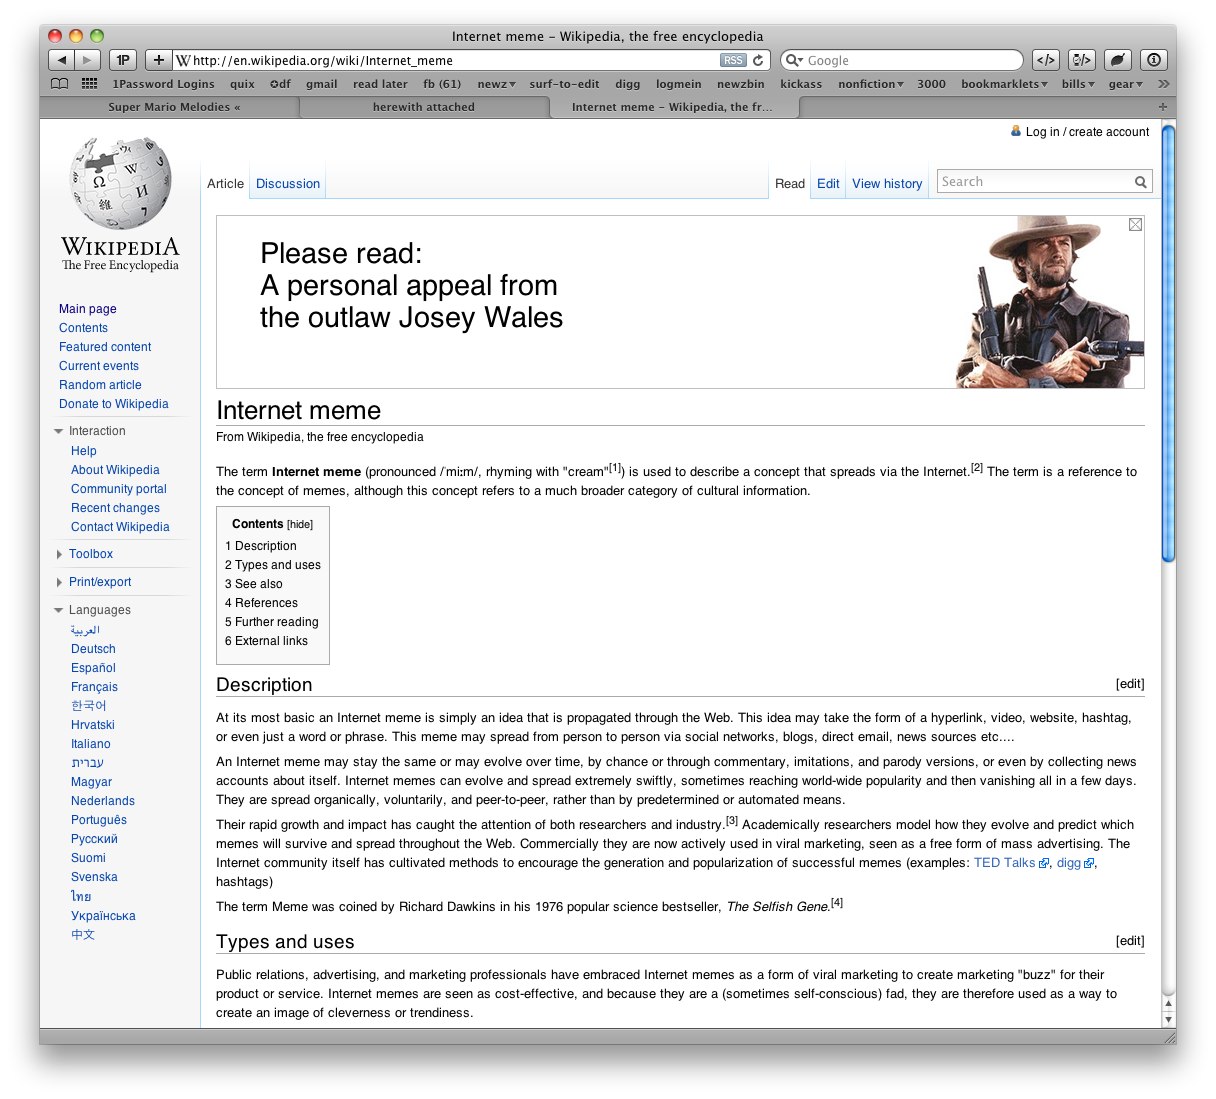 Internet meme – Wikipedia, the free encyclopedia
1P + W http://en.wikipedia.org/wiki/Internet_meme RSS Google
1Password Logins quix ✪df gmail read later fb (61) newz surf-to-edit digg logmein newzbin kickass nonfiction 3000 bookmarklets bills gear »
Super Mario Melodies « herewith attached Internet meme – Wikipedia, the fr... +
Log in / create account
Article Discussion Read Edit View history Search
WIKIPEDIA
The Free Encyclopedia
Main page
Contents
Featured content
Current events
Random article
Donate to Wikipedia
Interaction
Help
About Wikipedia
Community portal
Recent changes
Contact Wikipedia
Toolbox
Print/export
Languages
العربية
Deutsch
Español
Français
한국어
Hrvatski
Italiano
עברית
Magyar
Nederlands
Português
Русский
Suomi
Svenska
ไทย
Українська
中文
Please read:
A personal appeal from
the outlaw Josey Wales
Internet meme
From Wikipedia, the free encyclopedia
The term Internet meme (pronounced /ˈmiːm/, rhyming with "cream"[1]) is used to describe a concept that spreads via the Internet.[2] The term is a reference to
the concept of memes, although this concept refers to a much broader category of cultural information.
Contents [hide]
1 Description
2 Types and uses
3 See also
4 References
5 Further reading
6 External links
Description [edit]
At its most basic an Internet meme is simply an idea that is propagated through the Web. This idea may take the form of a hyperlink, video, website, hashtag,
or even just a word or phrase. This meme may spread from person to person via social networks, blogs, direct email, news sources etc....
An Internet meme may stay the same or may evolve over time, by chance or through commentary, imitations, and parody versions, or even by collecting news
accounts about itself. Internet memes can evolve and spread extremely swiftly, sometimes reaching world-wide popularity and then vanishing all in a few days.
They are spread organically, voluntarily, and peer-to-peer, rather than by predetermined or automated means.
Their rapid growth and impact has caught the attention of both researchers and industry.[3] Academically researchers model how they evolve and predict which
memes will survive and spread throughout the Web. Commercially they are now actively used in viral marketing, seen as a free form of mass advertising. The
Internet community itself has cultivated methods to encourage the generation and popularization of successful memes (examples: TED Talks, digg,
hashtags)
The term Meme was coined by Richard Dawkins in his 1976 popular science bestseller, The Selfish Gene.[4]
Types and uses [edit]
Public relations, advertising, and marketing professionals have embraced Internet memes as a form of viral marketing to create marketing "buzz" for their
product or service. Internet memes are seen as cost-effective, and because they are a (sometimes self-conscious) fad, they are therefore used as a way to
create an image of cleverness or trendiness.